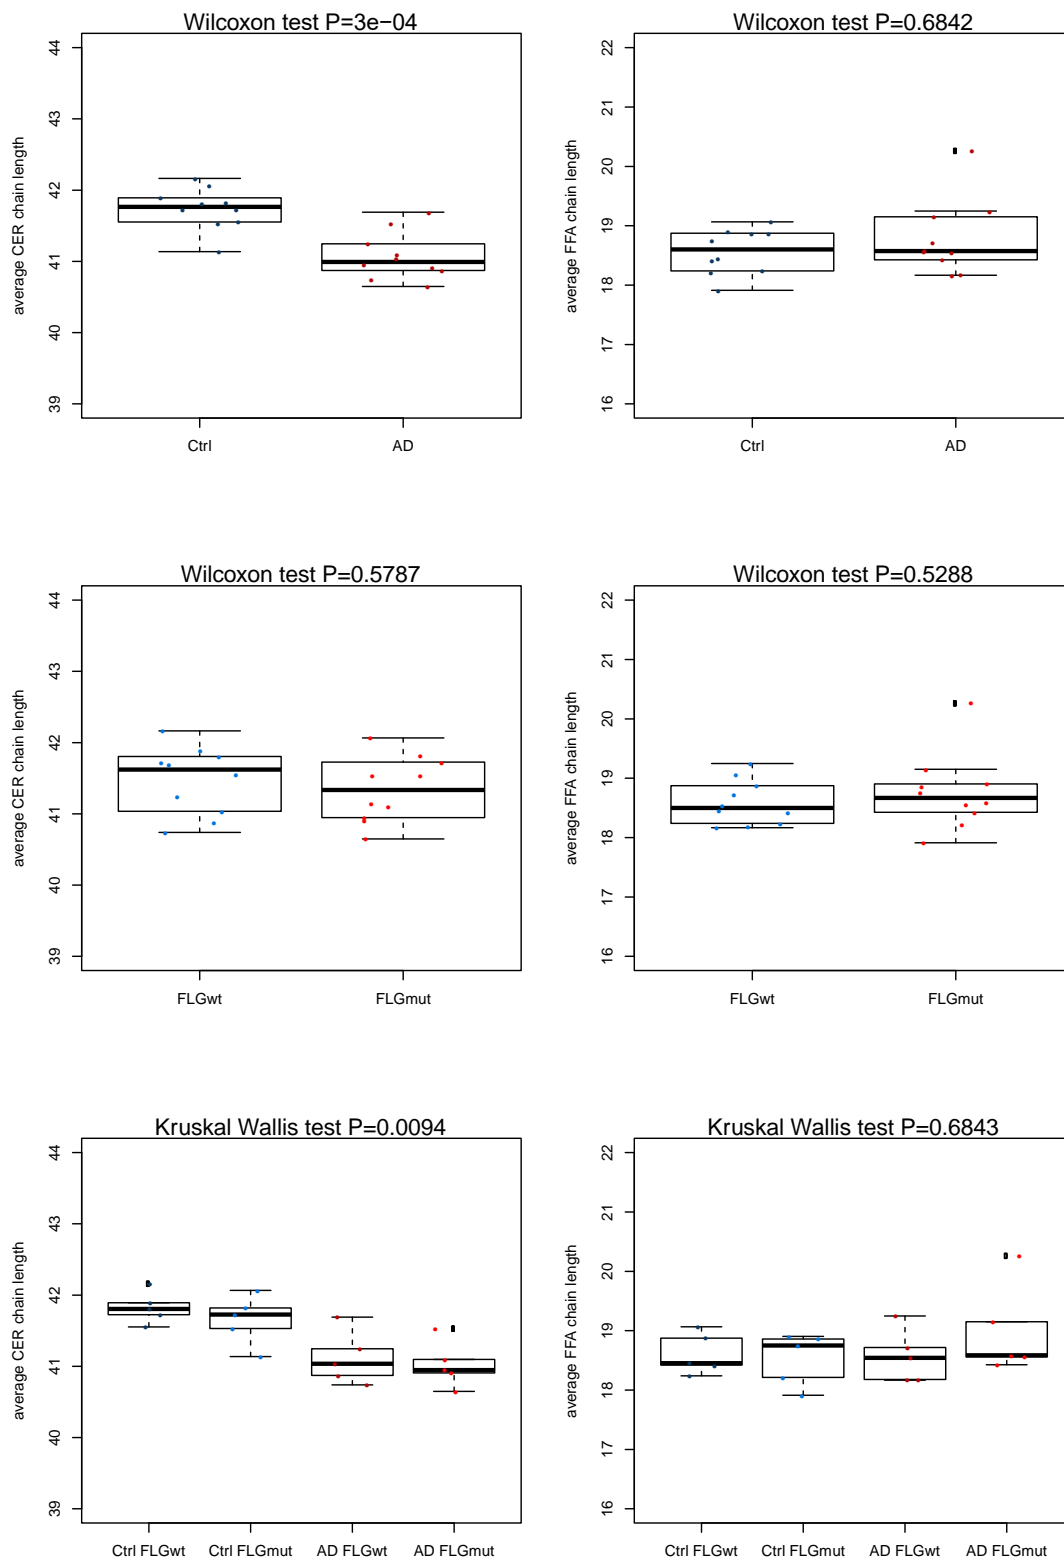 Wilcoxon test P=3e−04
average CER chain length
44
43
42
41
40
39
Ctrl
AD
Wilcoxon test P=0.6842
average FFA chain length
22
21
20
19
18
17
16
Ctrl
AD
Wilcoxon test P=0.5787
average CER chain length
44
43
42
41
40
39
FLGwt
FLGmut
Wilcoxon test P=0.5288
average FFA chain length
22
21
20
19
18
17
16
FLGwt
FLGmut
Kruskal Wallis test P=0.0094
average CER chain length
44
43
42
41
40
39
Ctrl FLGwt
Ctrl FLGmut
AD FLGwt
AD FLGmut
Kruskal Wallis test P=0.6843
average FFA chain length
22
21
20
19
18
17
16
Ctrl FLGwt
Ctrl FLGmut
AD FLGwt
AD FLGmut